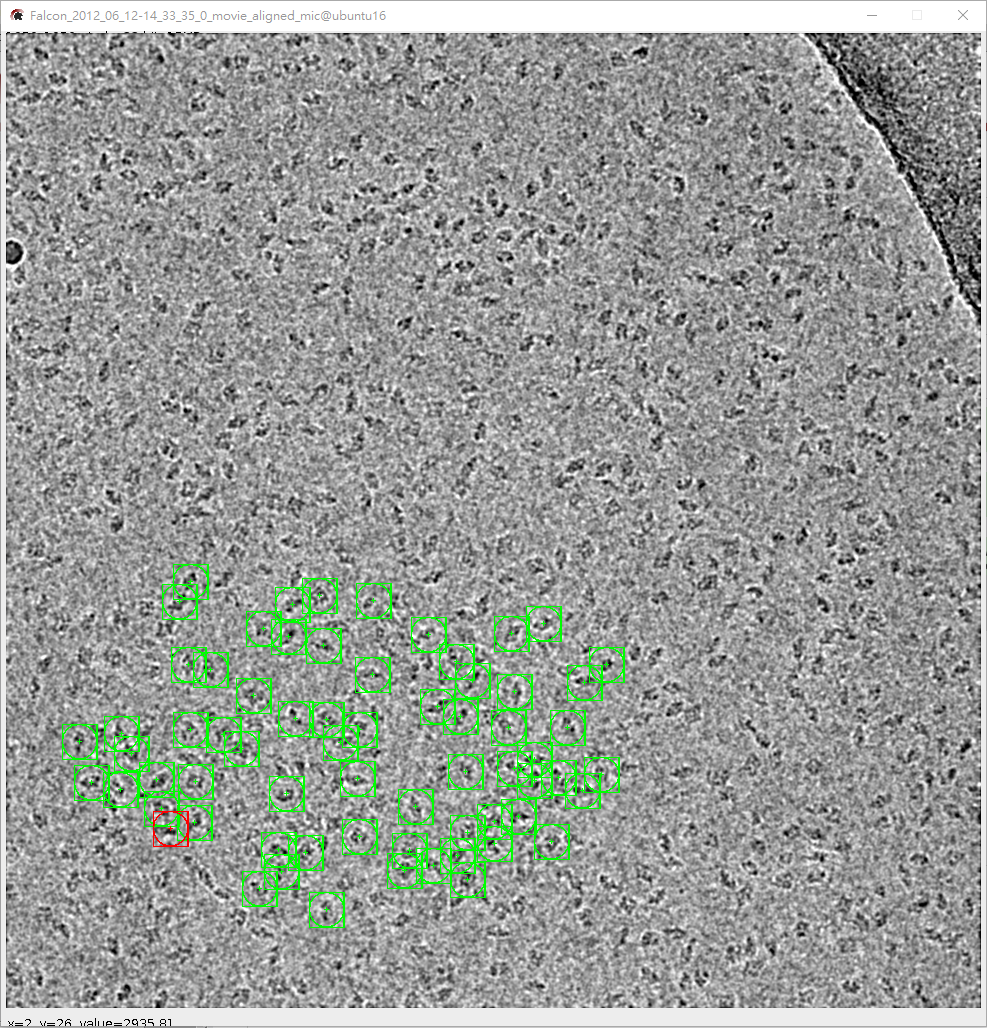 Falcon_2012_06_12-14_33_35_0_movie_aligned_mic@ubuntu16
x=2, y=26, value=2935.81